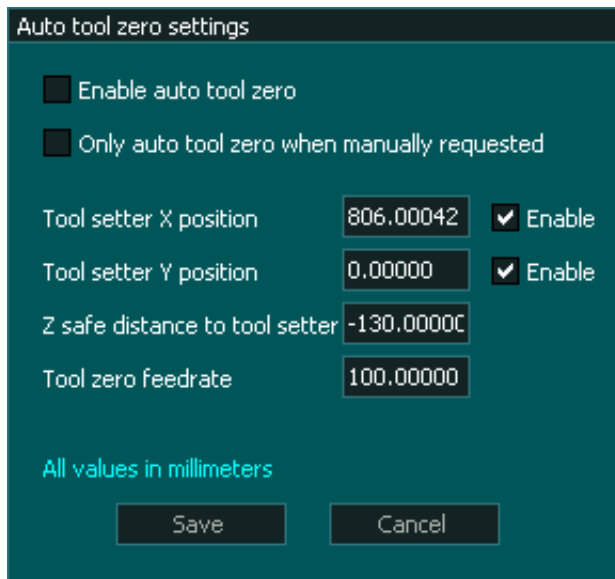 Auto tool zero settings
Enable auto tool zero
Only auto tool zero when manually requested
Tool setter X position 806.00042 Enable
Tool setter Y position 0.00000 Enable
Z safe distance to tool setter -130.0000
Tool zero feedrate 100.00000
All values in millimeters
Save Cancel